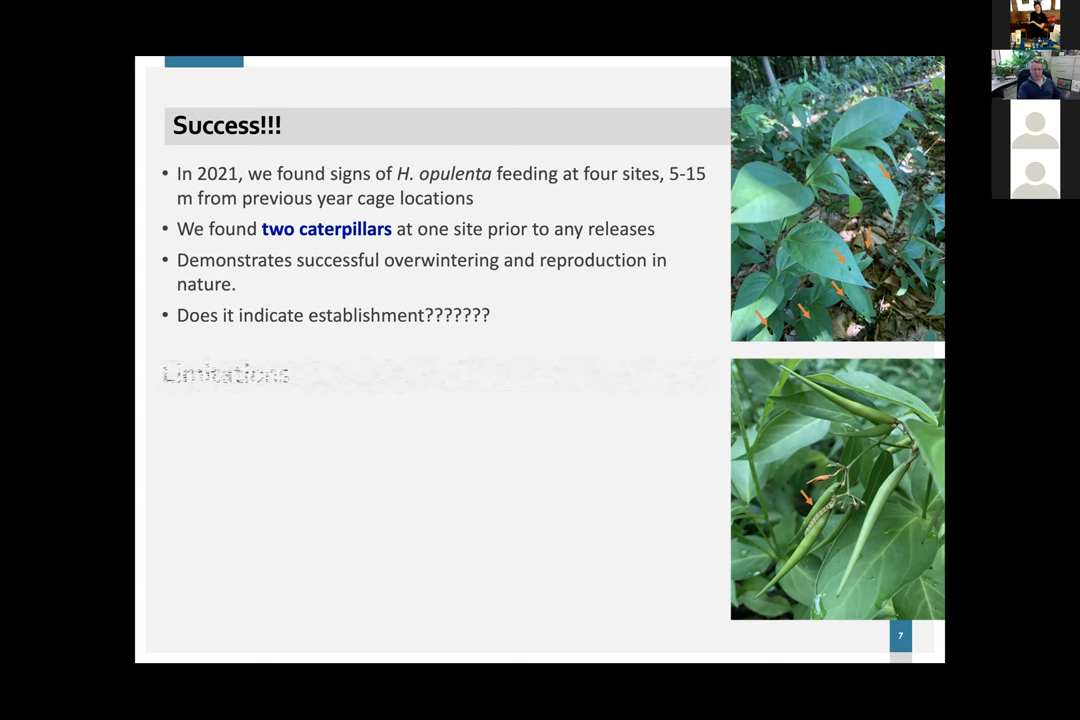 Success!!!
• In 2021, we found signs of H. opulenta feeding at four sites, 5-15
m from previous year cage locations
• We found two caterpillars at one site prior to any releases
• Demonstrates successful overwintering and reproduction in
nature.
• Does it indicate establishment???????
Limitations
7